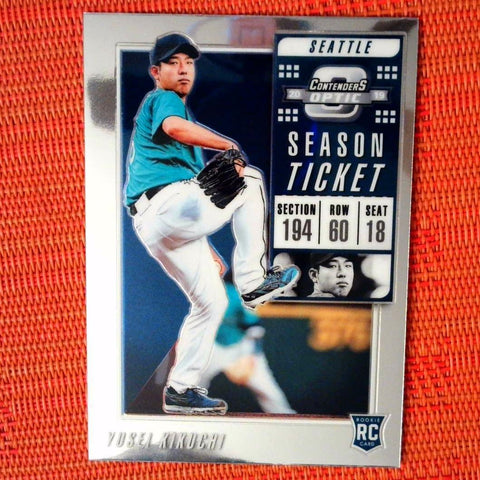 SEATTLE
CONTENDERS
20 OPTIC 19
SEASON
TICKET
SECTION ROW SEAT
194 60 18
YUSEI KIKUCHI
ROOKIE
RC
CARD